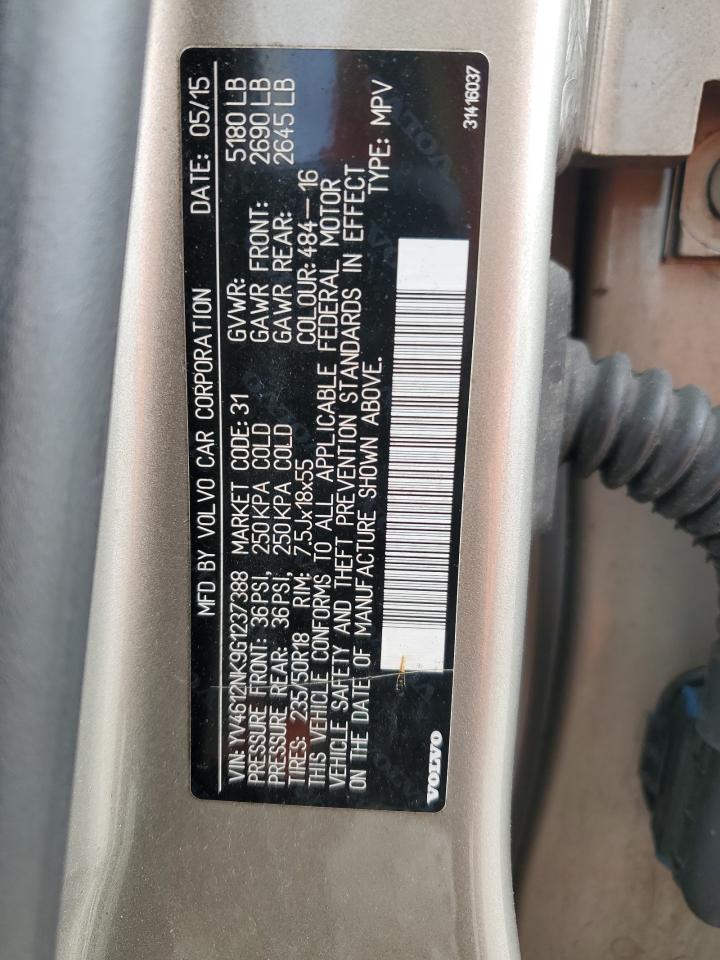 MFD BY VOLVO CAR CORPORATION DATE: 05/15
VIN: YV4612NK9G1237388 MARKET CODE: 31 GVWR: 5180 LB
PRESSURE FRONT: 36PSI, 250KPA COLD GAWR FRONT: 2690 LB
PRESSURE REAR: 36PSI, 250KPA COLD GAWR REAR: 2645 LB
TIRES: 235/50R18 RIM: 7.5Jx18x55 COLOUR: 484-16
THIS VEHICLE CONFORMS TO ALL APPLICABLE FEDERAL MOTOR
VEHICLE SAFETY AND THEFT PREVENTION STANDARDS IN EFFECT
ON THE DATE OF MANUFACTURE SHOWN ABOVE. TYPE: MPV
VOLVO 31416037